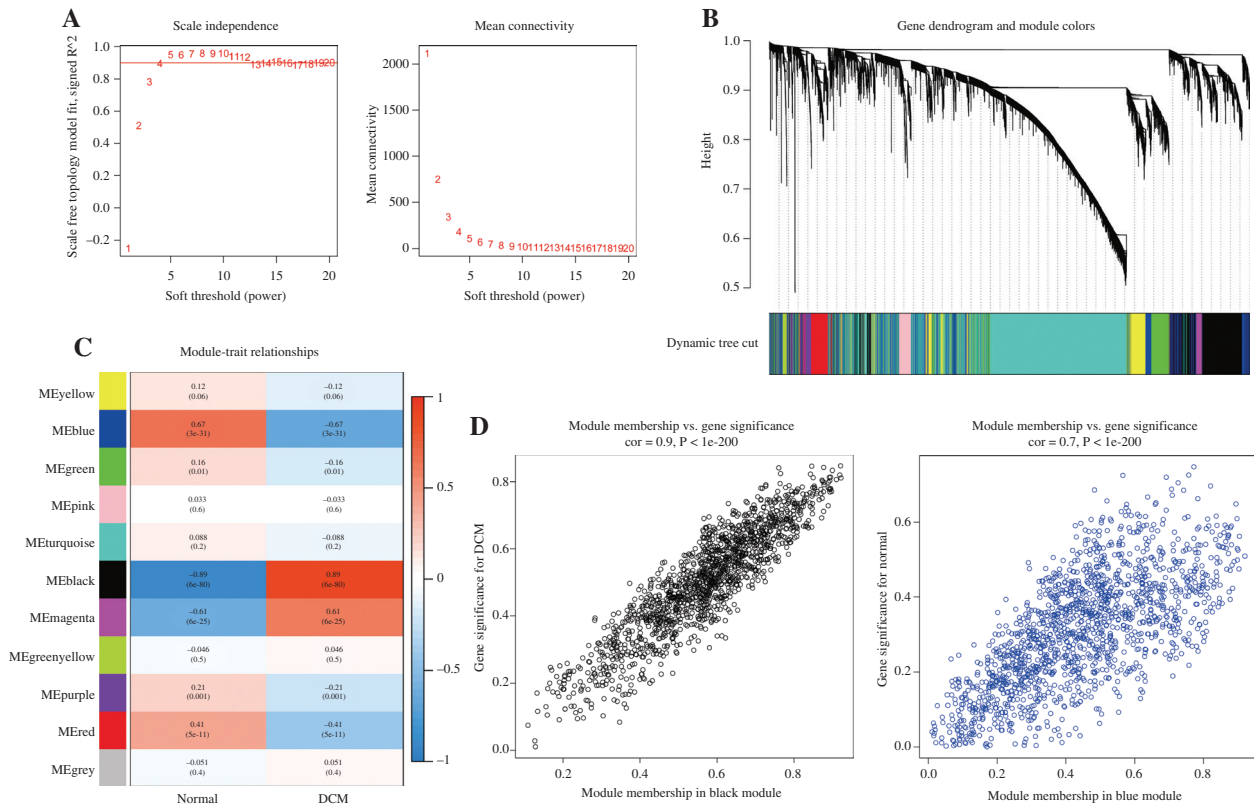 A
Scale independence
Scale free topology model fit, signed R^2
1.0
0.8
0.6
0.4
0.2
0.0
−0.2
1
2
3
4
5 6 7 8 9 10 11 12
13 14 15 16 17 18 19 20
5 10 15 20
Soft threshold (power)
Mean connectivity
Mean connectivity
2000
1500
1000
500
0
1
2
3
4
5 6 7 8 9 10 11 12 13 14 15 16 17 18 19 20
5 10 15 20
Soft threshold (power)
B
Gene dendrogram and module colors
Height
1.0
0.9
0.8
0.7
0.6
0.5
Dynamic tree cut
C
Module-trait relationships
MEyellow
0.12 −0.12
(0.06) (0.06)
MEblue
0.67 −0.67
(3e-31) (3e-31)
MEgreen
0.16 −0.16
(0.01) (0.01)
MEpink
0.033 −0.033
(0.6) (0.6)
MEturquoise
0.088 −0.088
(0.2) (0.2)
MEblack
−0.89 0.89
(6e-80) (6e-80)
MEmagenta
−0.61 0.61
(6e-25) (6e-25)
MEgreenyellow
−0.046 0.046
(0.5) (0.5)
MEpurple
0.21 −0.21
(0.001) (0.001)
MEred
0.41 −0.41
(5e-11) (5e-11)
MEgrey
−0.051 0.051
(0.4) (0.4)
Normal DCM
1
0.5
0
−0.5
−1
D
Module membership vs. gene significance
cor = 0.9, P < 1e-200
Gene significance for DCM
0.8
0.6
0.4
0.2
0.0
0.2 0.4 0.6 0.8
Module membership in black module
Module membership vs. gene significance
cor = 0.7, P < 1e-200
Gene significance for normal
0.6
0.4
0.2
0.0
0.0 0.2 0.4 0.6 0.8
Module membership in blue module